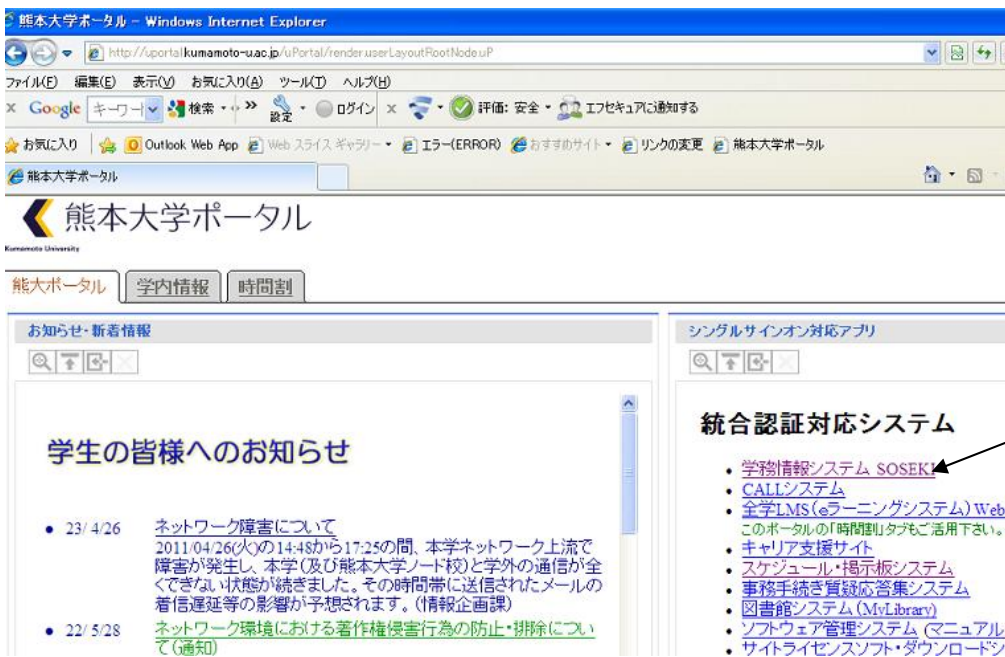 熊本大学ポータル - Windows Internet Explorer
http://uportal.kumamoto-u.ac.jp/uPortal/render.userLayoutRootNode.uP
ファイル(F) 編集(E) 表示(V) お気に入り(A) ツール(T) ヘルプ(H)
x Google キーワード 検索 設定 ログイン x 評価: 安全 エフセキュアに通知する
お気に入り Outlook Web App Web スライス ギャラリー エラー(ERROR) おすすめサイト リンクの変更 熊本大学ポータル
熊本大学ポータル
熊本大学ポータル
Kumamoto University
熊大ポータル 学内情報 時間割
お知らせ・新着情報
学生の皆様へのお知らせ
• 23/ 4/26 ネットワーク障害について
2011/04/26(火)の14:48から17:25の間、本学ネットワーク上流で
障害が発生し、本学(及び熊本大学ノード校)と学外の通信が全
くできない状態が続きました。その時間帯に送信されたメールの
着信遅延等の影響が予想されます。(情報企画課)
• 22/ 5/28 ネットワーク環境における著作権侵害行為の防止・排除につい
て(通知)
シングルサインオン対応アプリ
統合認証対応システム
• 学務情報システム SOSEKI
• CALLシステム
• 全学LMS(eラーニングシステム) Web
このポータルの「時間割」タブもご活用下さい。
• キャリア支援サイト
• スケジュール・掲示板システム
• 事務手続き質疑応答集システム
• 図書館システム(MyLibrary)
• ソフトウェア管理システム (マニュアル
• サイトライセンスソフト・ダウンロードシ